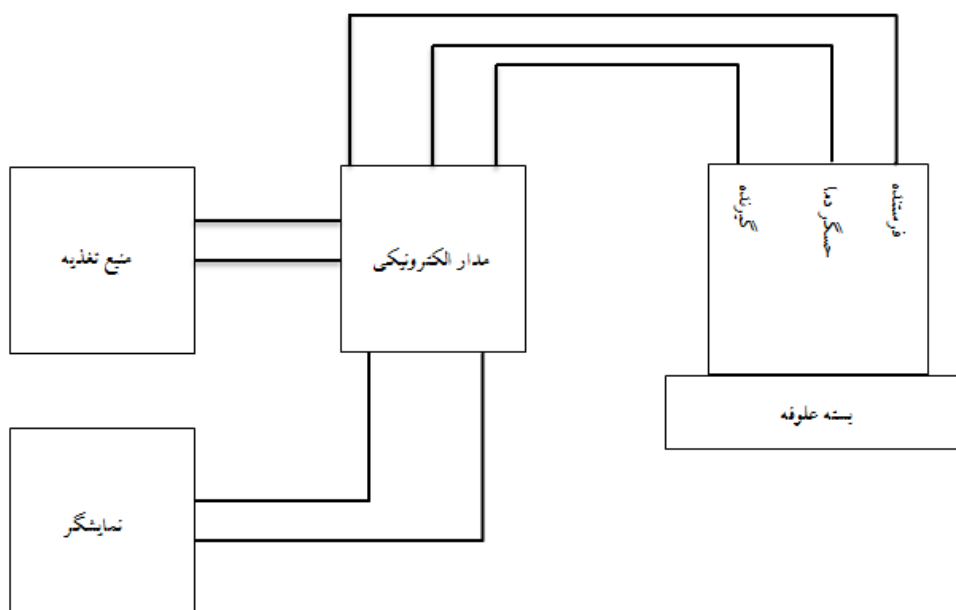 فرستنده
حسگر دما
گیرنده
مدار الکترونیکی
منبع تغذیه
بسته علوفه
نمایشگر